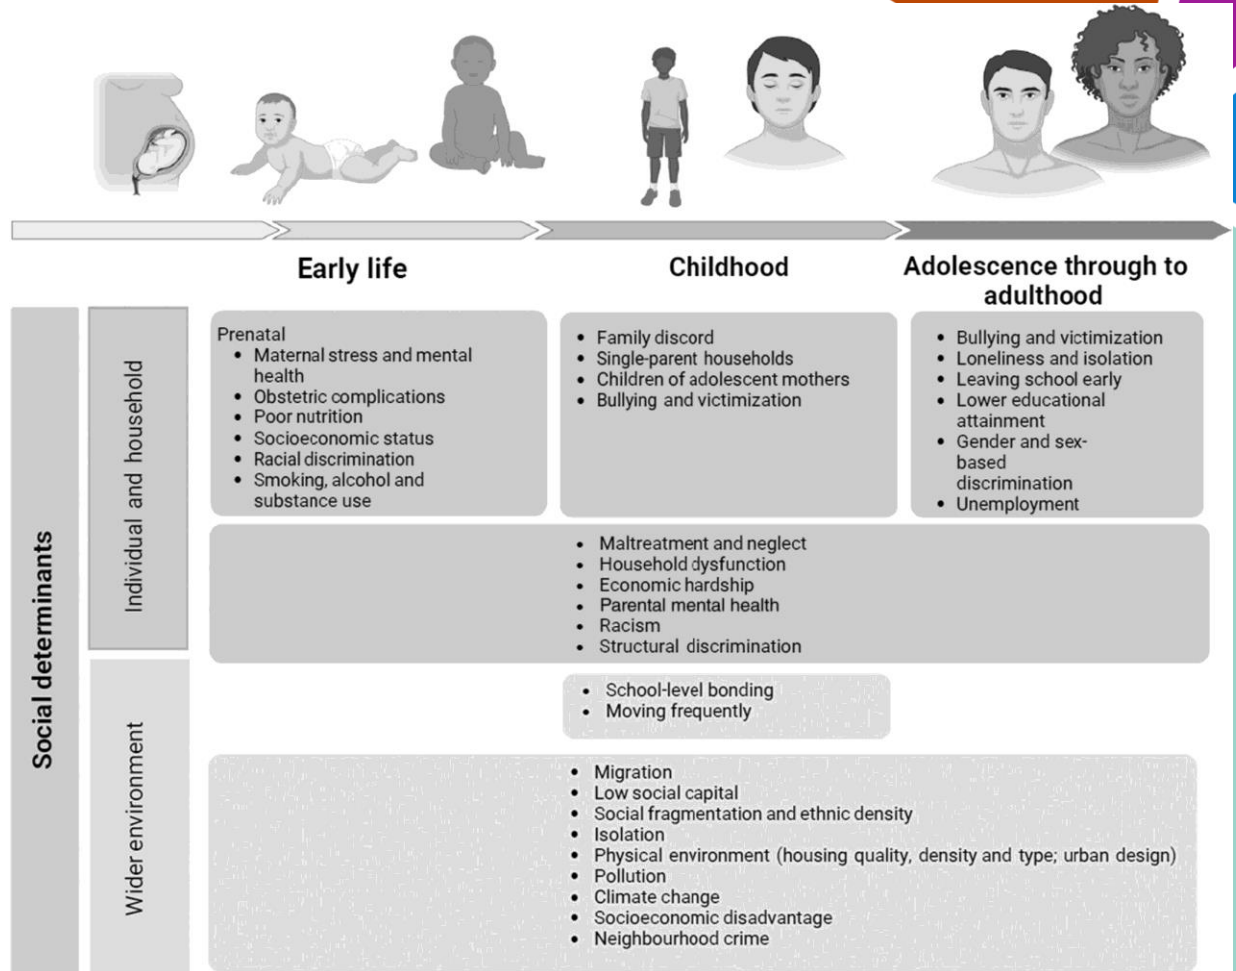 Early life
Childhood
Adolescence through to
adulthood
Social determinants
Individual and household
Prenatal
• Maternal stress and mental
health
• Obstetric complications
• Poor nutrition
• Socioeconomic status
• Racial discrimination
• Smoking, alcohol and
substance use
• Family discord
• Single-parent households
• Children of adolescent mothers
• Bullying and victimization
• Bullying and victimization
• Loneliness and isolation
• Leaving school early
• Lower educational
attainment
• Gender and sex-
based
discrimination
• Unemployment
• Maltreatment and neglect
• Household dysfunction
• Economic hardship
• Parental mental health
• Racism
• Structural discrimination
Wider environment
• School-level bonding
• Moving frequently
• Migration
• Low social capital
• Social fragmentation and ethnic density
• Isolation
• Physical environment (housing quality, density and type; urban design)
• Pollution
• Climate change
• Socioeconomic disadvantage
• Neighbourhood crime